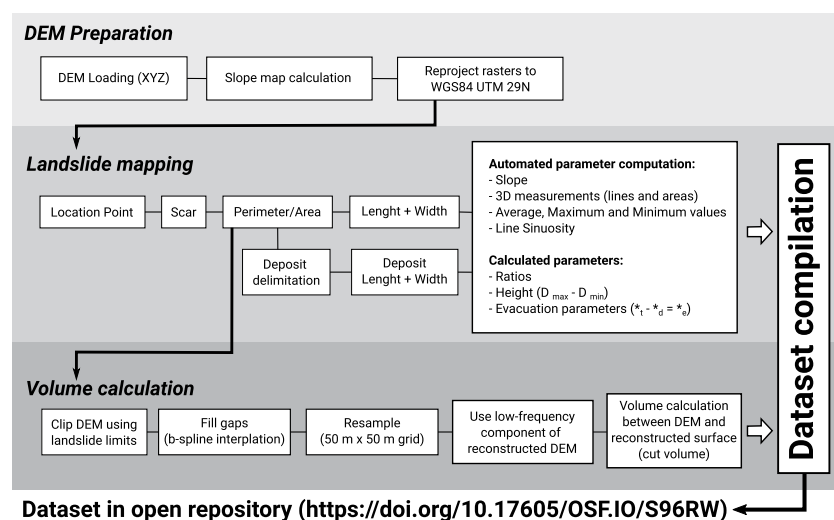 DEM Preparation
DEM Loading (XYZ)
Slope map calculation
Reproject rasters to
WGS84 UTM 29N
Landslide mapping
Location Point
Scar
Perimeter/Area
Lenght + Width
Deposit
delimitation
Deposit
Lenght + Width
Automated parameter computation:
- Slope
- 3D measurements (lines and areas)
- Average, Maximum and Minimum values
- Line Sinuosity
Calculated parameters:
- Ratios
- Height (D max - D min)
- Evacuation parameters (*t - *d = *e)
Volume calculation
Clip DEM using
landslide limits
Fill gaps
(b-spline interplation)
Resample
(50 m x 50 m grid)
Use low-frequency
component of
reconstructed DEM
Volume calculation
between DEM and
reconstructed surface
(cut volume)
Dataset compilation
Dataset in open repository (https://doi.org/10.17605/OSF.IO/S96RW)